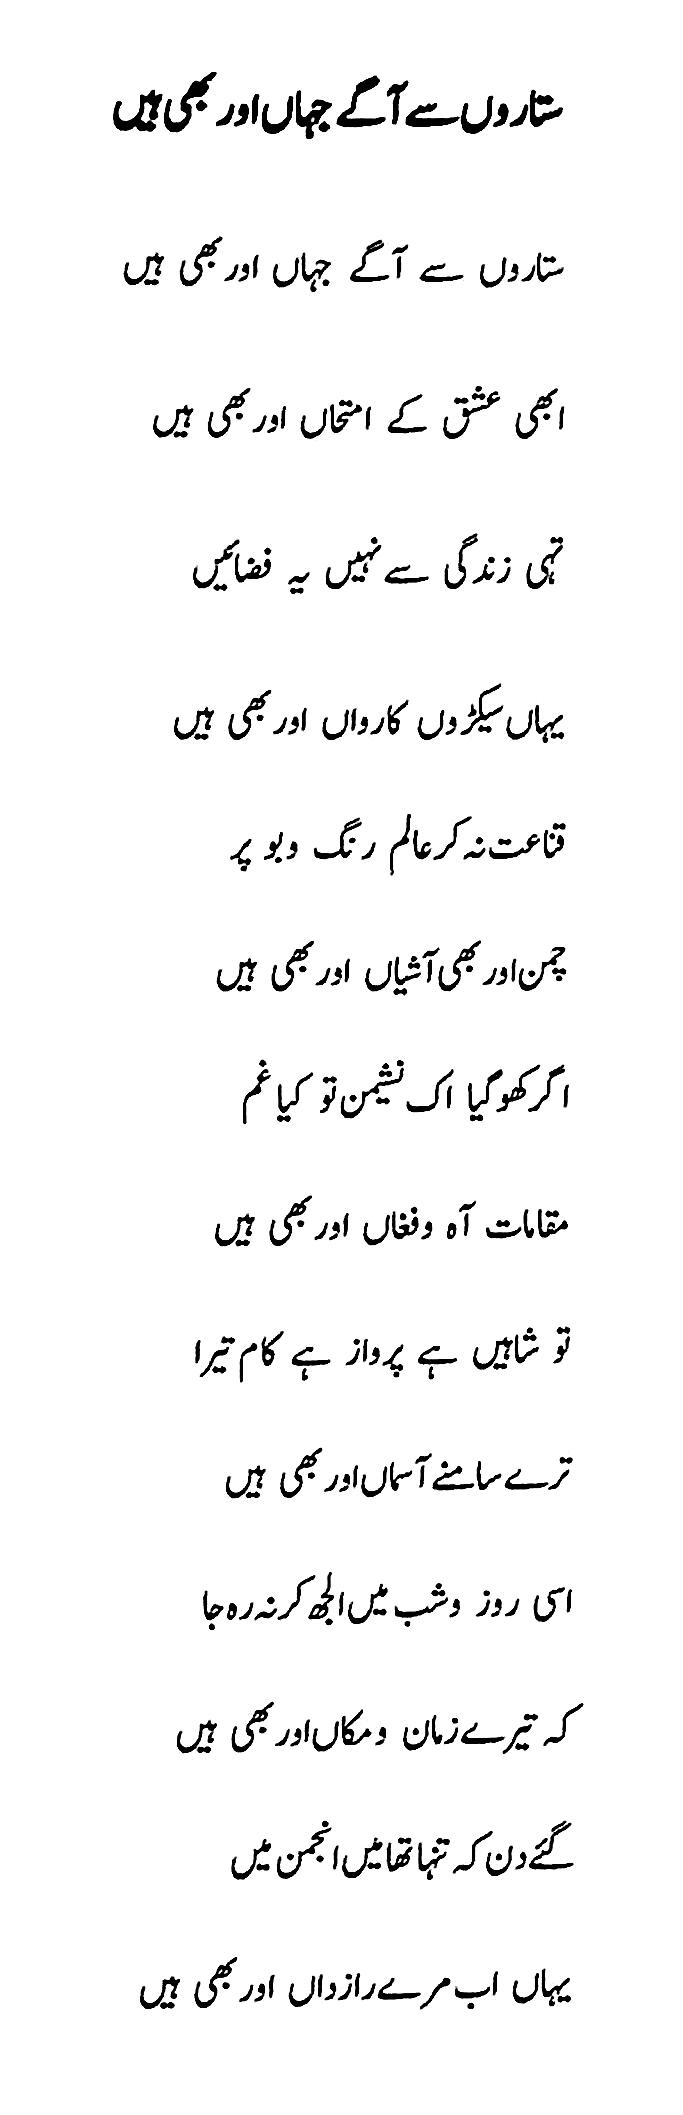 ستاروں سے آگے جہاں اور بھی ہیں
ستاروں سے آگے جہاں اور بھی ہیں
ابھی عشق کے امتحاں اور بھی ہیں
تہی زندگی سے نہیں یہ فضائیں
یہاں سیکڑوں کارواں اور بھی ہیں
قناعت نہ کر عالم رنگ و بو پر
چمن اور بھی آشیاں اور بھی ہیں
اگر کھو گیا اک نشیمن تو کیا غم
مقامات آہ و فغاں اور بھی ہیں
تو شاہیں ہے پرواز ہے کام تیرا
ترے سامنے آسماں اور بھی ہیں
اسی روز و شب میں الجھ کر نہ رہ جا
کہ تیرے زمان و مکاں اور بھی ہیں
گئے دن کہ تنہا تھا میں انجمن میں
یہاں اب مرے رازداں اور بھی ہیں